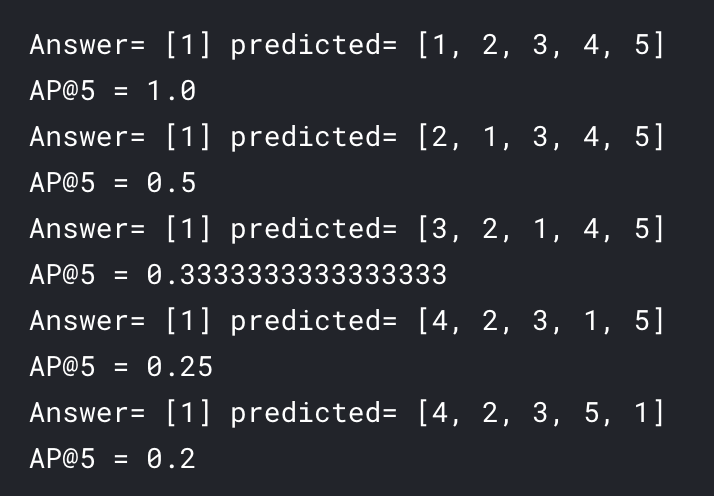 Answer= [1] predicted= [1, 2, 3, 4, 5]
AP@5 = 1.0
Answer= [1] predicted= [2, 1, 3, 4, 5]
AP@5 = 0.5
Answer= [1] predicted= [3, 2, 1, 4, 5]
AP@5 = 0.3333333333333333
Answer= [1] predicted= [4, 2, 3, 1, 5]
AP@5 = 0.25
Answer= [1] predicted= [4, 2, 3, 5, 1]
AP@5 = 0.2